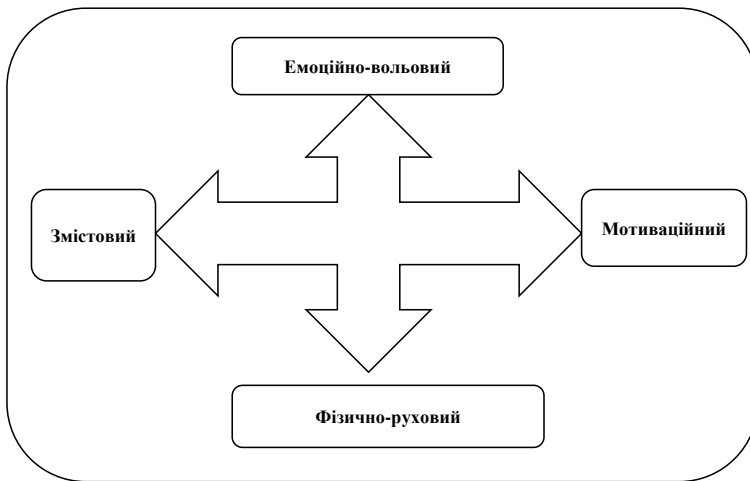 Емоційно-вольовий
Змістовий
Мотиваційний
Фізично-руховий